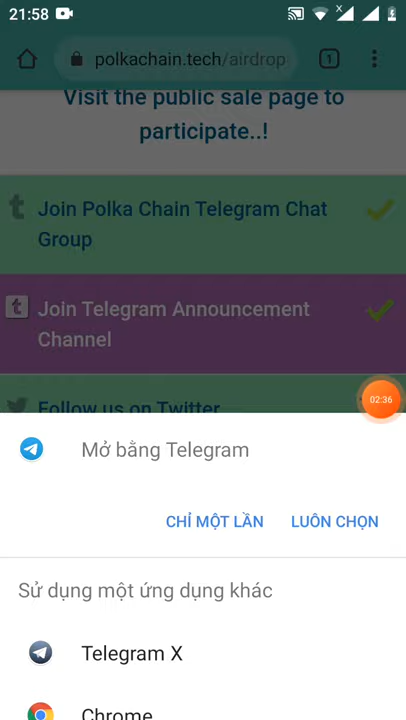 21:58
polkachain.tech/airdrop
1
Visit the public sale page to
participate..!
Join Polka Chain Telegram Chat
Group
Join Telegram Announcement
Channel
Follow us on Twitter
02:36
Mở bằng Telegram
CHỈ MỘT LẦN LUÔN CHỌN
Sử dụng một ứng dụng khác
Telegram X
Chrome